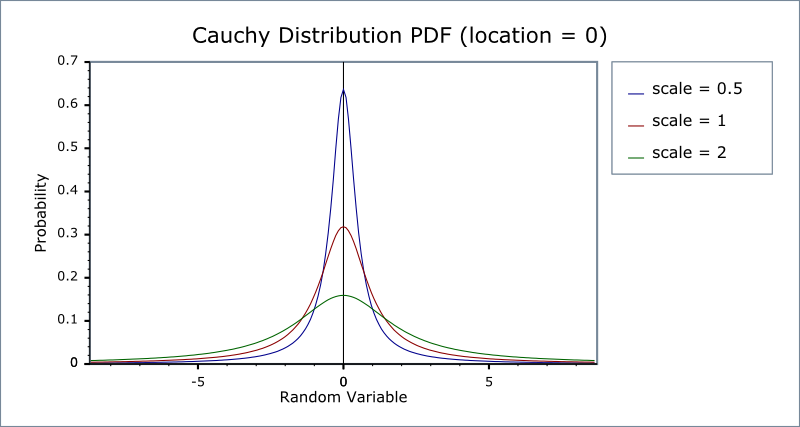 Cauchy Distribution PDF (location = 0)
0.7
0.6
0.5
0.4
0.3
0.2
0.1
0
Probability
-5
0
5
Random Variable
scale = 0.5
scale = 1
scale = 2